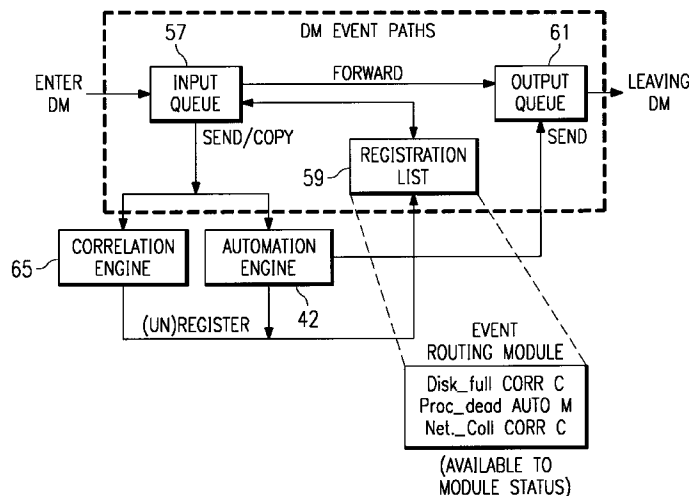 57
DM EVENT PATHS
61
ENTER
DM
INPUT
QUEUE
FORWARD
OUTPUT
QUEUE
LEAVING
DM
SEND/COPY
SEND
59
REGISTRATION
LIST
65
CORRELATION
ENGINE
AUTOMATION
ENGINE
42
(UN)REGISTER
EVENT
ROUTING MODULE
Disk_full CORR C
Proc_dead AUTO M
Net._Coll CORR C
(AVAILABLE TO
MODULE STATUS)